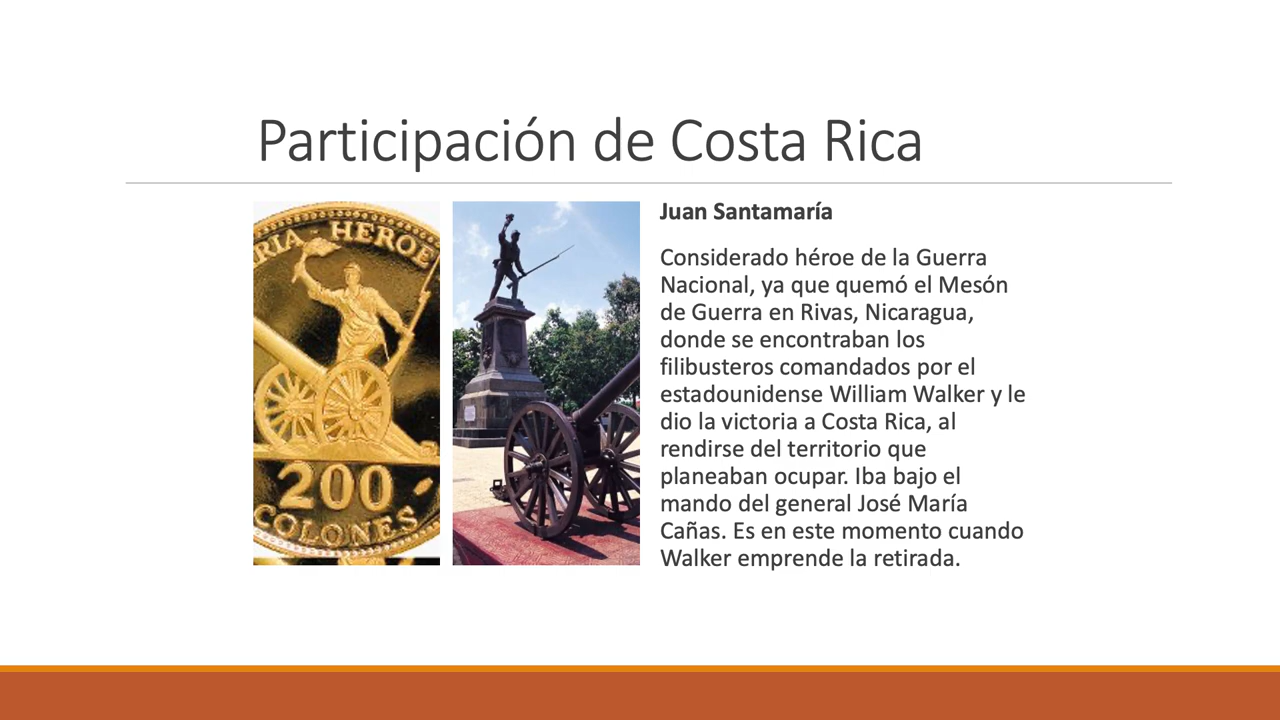 Participación de Costa Rica
RIA - HEROE
200
COLONES
Juan Santamaría
Considerado héroe de la Guerra
Nacional, ya que quemó el Mesón
de Guerra en Rivas, Nicaragua,
donde se encontraban los
filibusteros comandados por el
estadounidense William Walker y le
dio la victoria a Costa Rica, al
rendirse del territorio que
planeaban ocupar. Iba bajo el
mando del general José María
Cañas. Es en este momento cuando
Walker emprende la retirada.